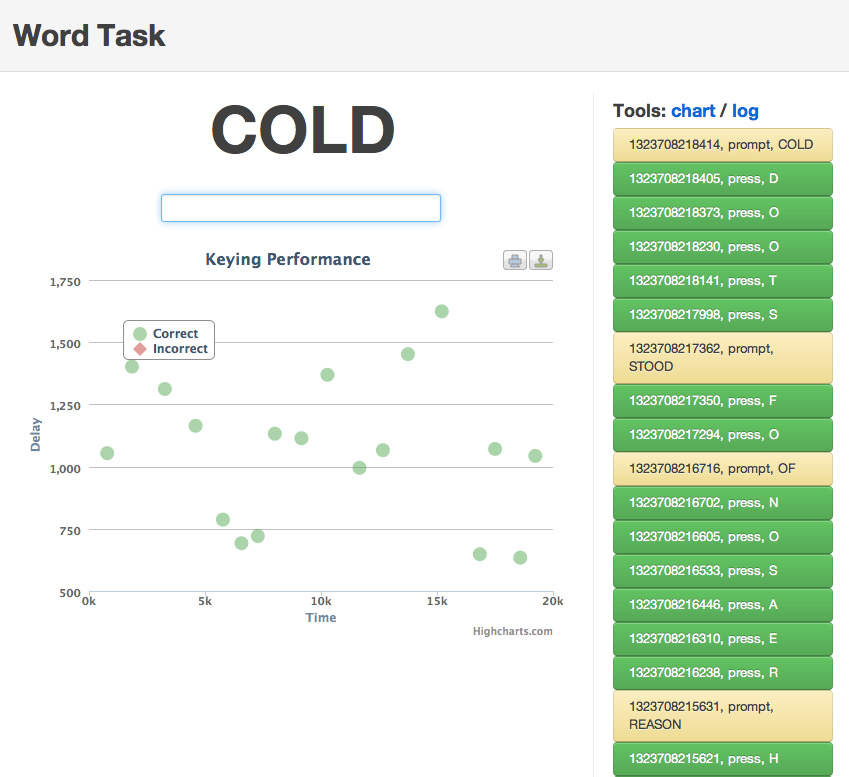 Word Task
COLD
Keying Performance
1,750
1,500
1,250
1,000
750
500
Delay
Correct
Incorrect
0k 5k 10k 15k 20k
Time
Highcharts.com
Tools: chart / log
1323708218414, prompt, COLD
1323708218405, press, D
1323708218373, press, O
1323708218230, press, O
1323708218141, press, T
1323708217998, press, S
1323708217362, prompt,
STOOD
1323708217350, press, F
1323708217294, press, O
1323708216716, prompt, OF
1323708216702, press, N
1323708216605, press, O
1323708216533, press, S
1323708216446, press, A
1323708216310, press, E
1323708216238, press, R
1323708215631, prompt,
REASON
1323708215621, press, H